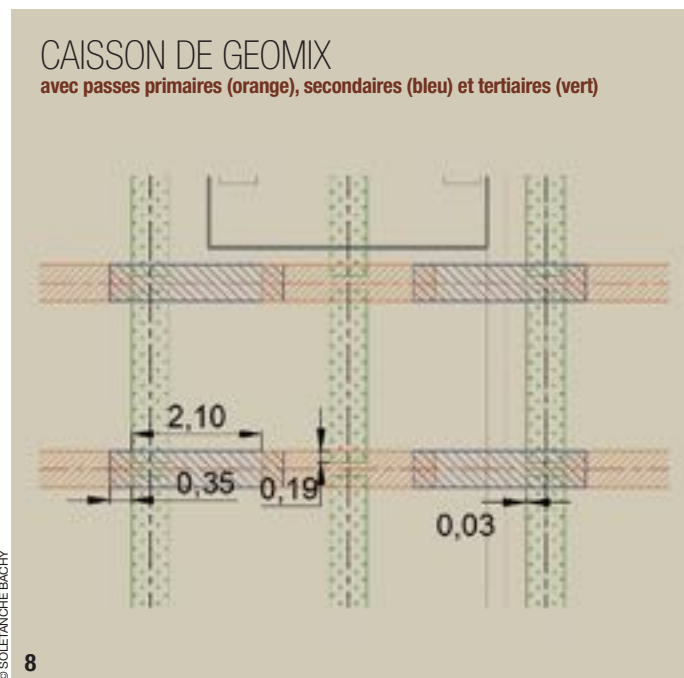 CAISSON DE GEOMIX
avec passes primaires (orange), secondaires (bleu) et tertiaires (vert)
2,10
0,35
0,19
0,03
© SOLETANCHE BACHY
8